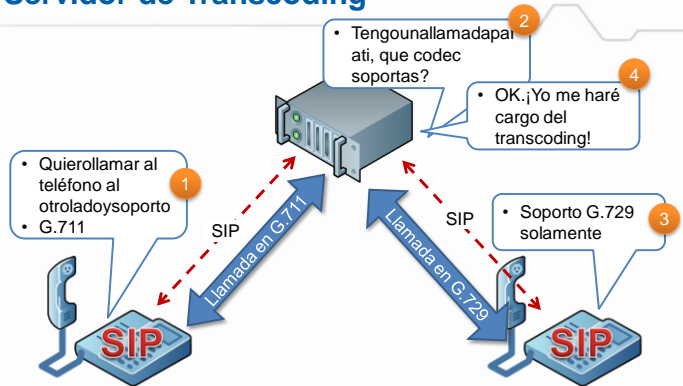 Servidor de Transcoding
• Tengounallamadapar
ati, que codec
soportas?
2
• OK.¡Yo me haré
cargo del
transcoding!
4
• Quierollamar al
teléfono al
otroladoysoporto
• G.711
1
SIP
Llamada en G.711
Llamada en G.729
SIP
• Soporto G.729
solamente
3
SIP
SIP